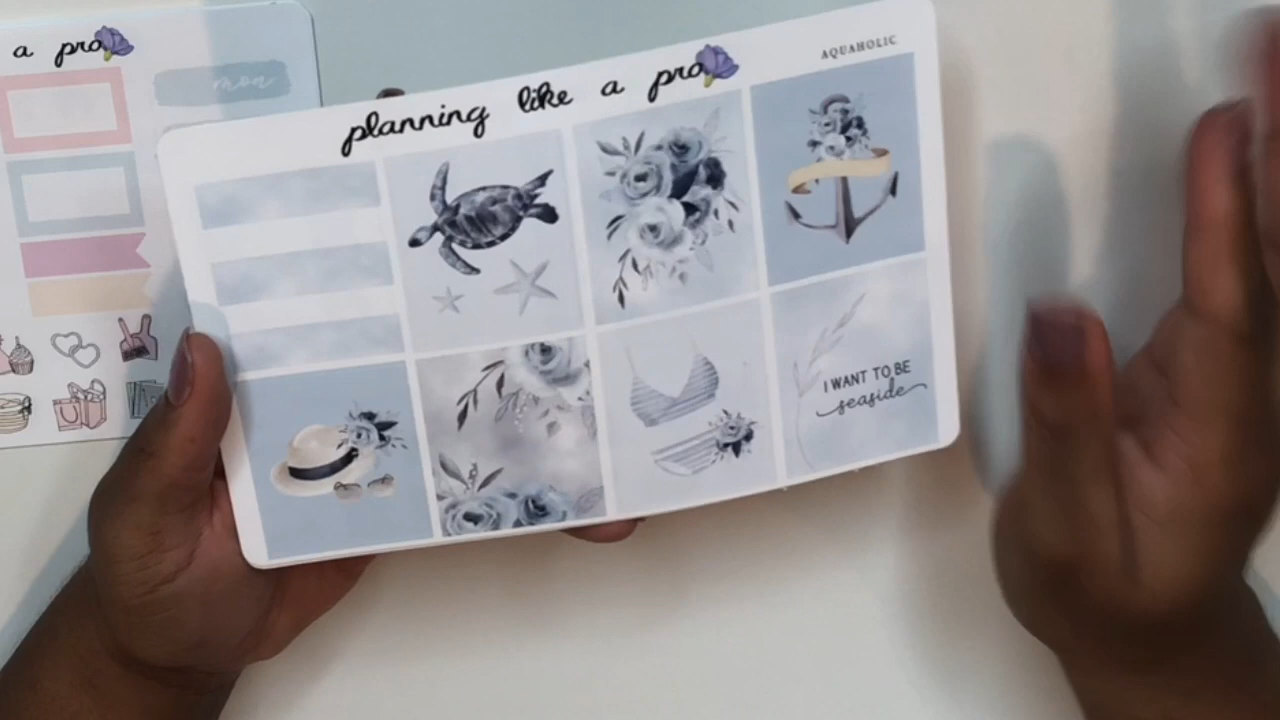 a pro
mon
planning like a pro
AQUAHOLIC
I WANT TO BE
seaside